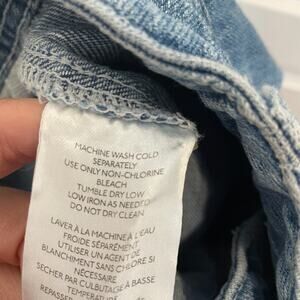 MACHINE WASH COLD
SEPARATELY
USE ONLY NON-CHLORINE
BLEACH
TUMBLE DRY LOW
LOW IRON AS NEEDED
DO NOT DRY CLEAN
LAVER À LA MACHINE À L'EAU
FROIDE SÉPARÉMENT
UTILISER UN AGENT DE
BLANCHIMENT SANS CHLORE SI
NÉCESSAIRE
SECHER PAR CULBUTAGE À BASSE
TEMPÉRATURE
REPASSER